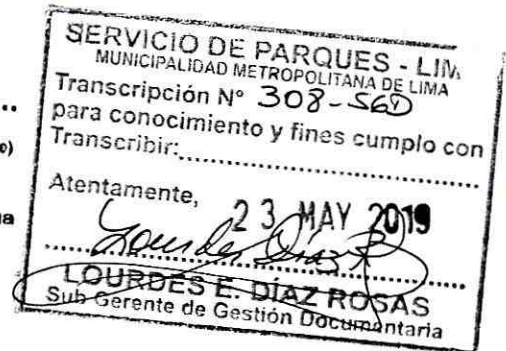 SERVICIO DE PARQUES - LIM
MUNICIPALIDAD METROPOLITANA DE LIMA
Transcripción N° 308-SGD
para conocimiento y fines cumplo con
Transcribir:..............................
Atentamente,
23 MAY 2019
LOURDES E. DÍAZ ROSAS
Sub Gerente de Gestión Documentaria